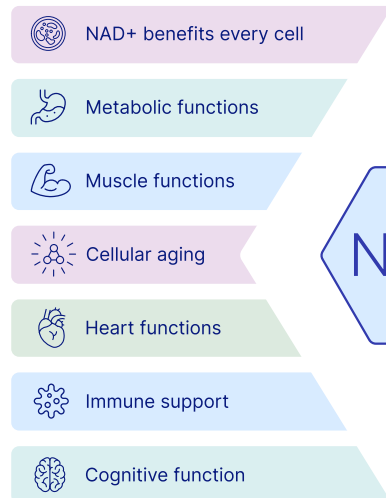 NAD+ benefits every cell
Metabolic functions
Muscle functions
Cellular aging
Heart functions
Immune support
Cognitive function
N